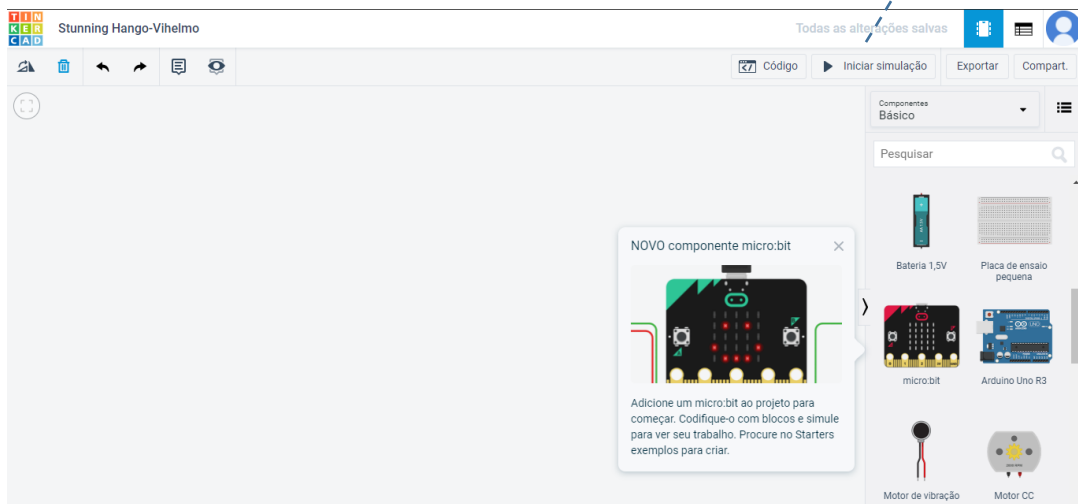 TIN
KER
CAD
Stunning Hango-Vihelmo
Todas as alterações salvas
Código
Iniciar simulação
Exportar
Compart.
Componentes
Básico
Pesquisar
Bateria 1,5V
Placa de ensaio
pequena
micro:bit
Arduino Uno R3
Motor de vibração
Motor CC
NOVO componente micro:bit
Adicione um micro:bit ao projeto para
começar. Codifique-o com blocos e simule
para ver seu trabalho. Procure no Starters
exemplos para criar.